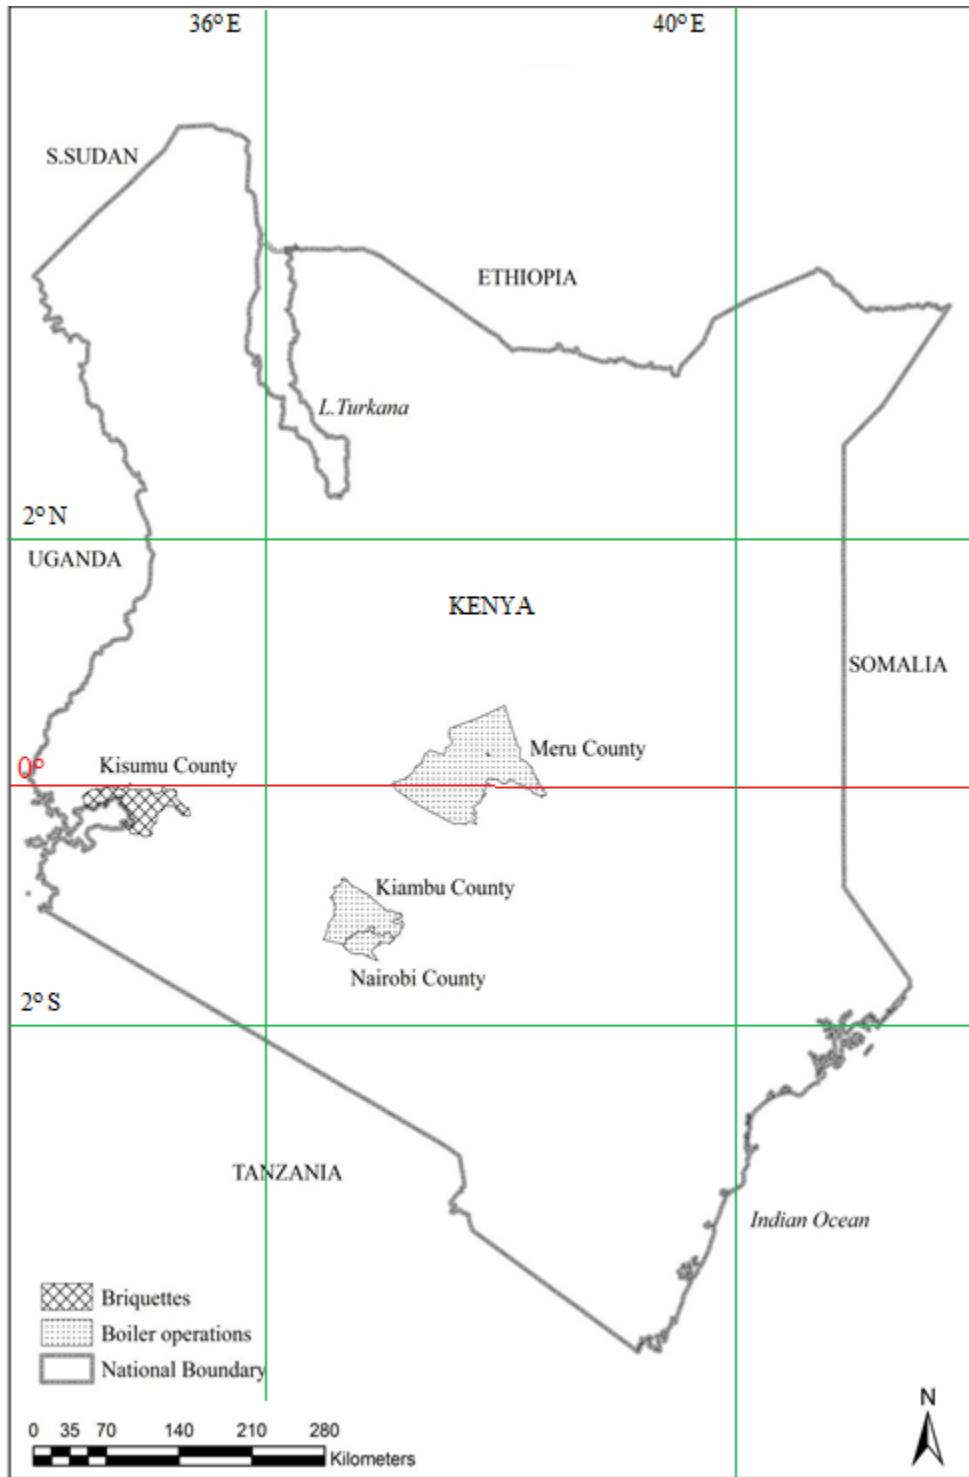 36°E
40°E
S.SUDAN
ETHIOPIA
L.Turkana
2°N
UGANDA
KENYA
SOMALIA
Meru County
0°
Kisumu County
Kiambu County
Nairobi County
2°S
TANZANIA
Indian Ocean
Briquettes
Boiler operations
National Boundary
N
0 35 70 140 210 280
Kilometers